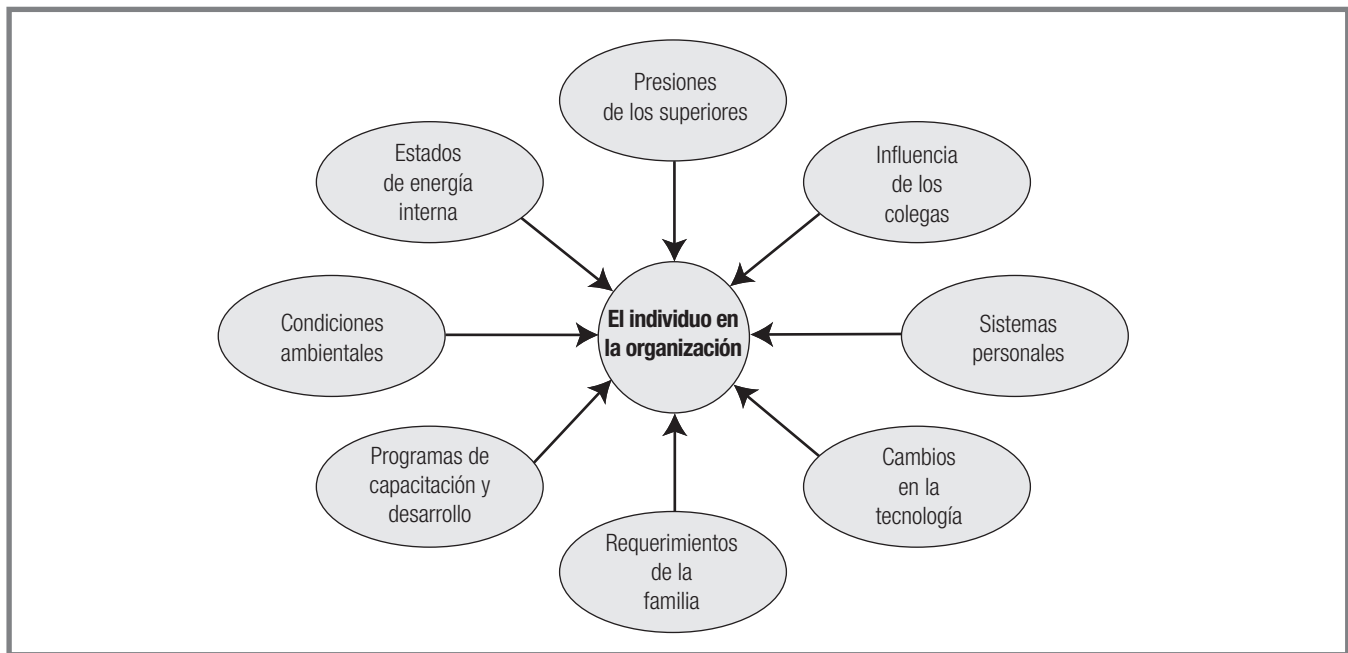 Presiones
de los superiores
Influencia
de los
colegas
Sistemas
personales
Cambios
en la
tecnología
Requerimientos
de la
familia
Programas de
capacitación y
desarrollo
Condiciones
ambientales
Estados
de energía
interna
El individuo en
la organización